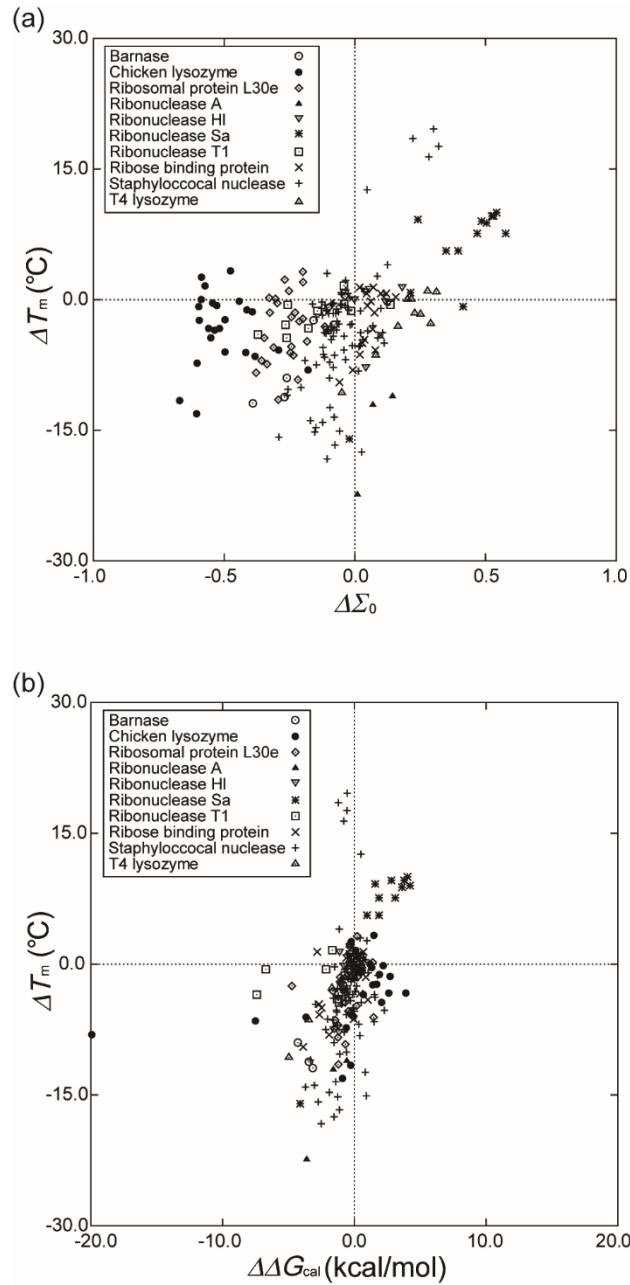 (a)
30.0
Barnase
Chicken lysozyme
Ribosomal protein L30e
Ribonuclease A
Ribonuclease HI
Ribonuclease Sa
Ribonuclease T1
Ribose binding protein
Staphyloccocal nuclease
T4 lysozyme
15.0
ΔTm(°C)
0.0
-15.0
-30.0
-1.0 -0.5 0.0 0.5 1.0
ΔΣ0
(b)
30.0
Barnase
Chicken lysozyme
Ribosomal protein L30e
Ribonuclease A
Ribonuclease HI
Ribonuclease Sa
Ribonuclease T1
Ribose binding protein
Staphyloccocal nuclease
T4 lysozyme
15.0
ΔTm(°C)
0.0
-15.0
-30.0
-20.0 -10.0 0.0 10.0 20.0
ΔΔGcal(kcal/mol)